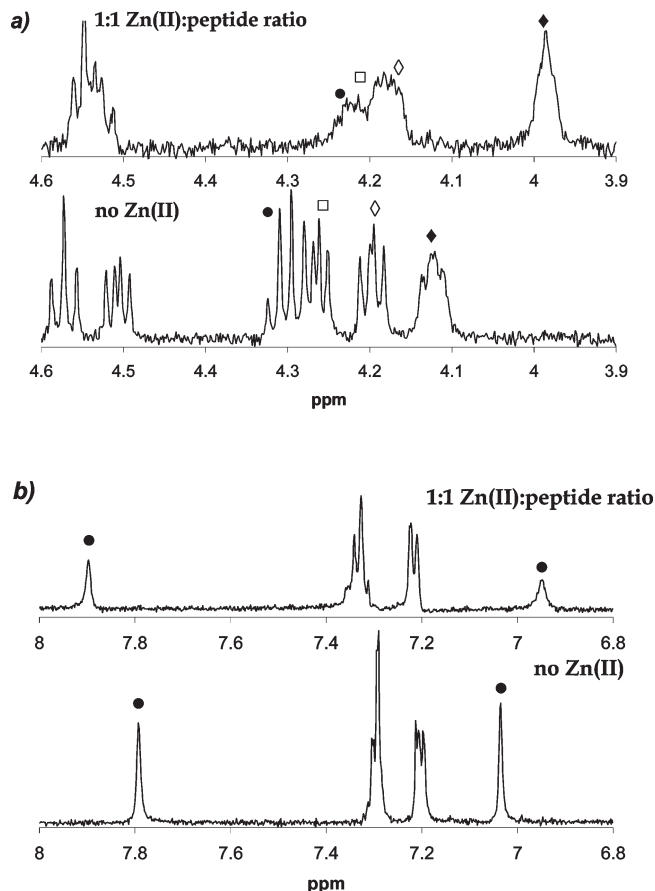 a)
1:1 Zn(II):peptide ratio
4.6 4.5 4.4 4.3 4.2 4.1 4 3.9
no Zn(II)
4.6 4.5 4.4 4.3 4.2 4.1 4 3.9
ppm
b)
1:1 Zn(II):peptide ratio
8 7.8 7.6 7.4 7.2 7 6.8
no Zn(II)
8 7.8 7.6 7.4 7.2 7 6.8
ppm